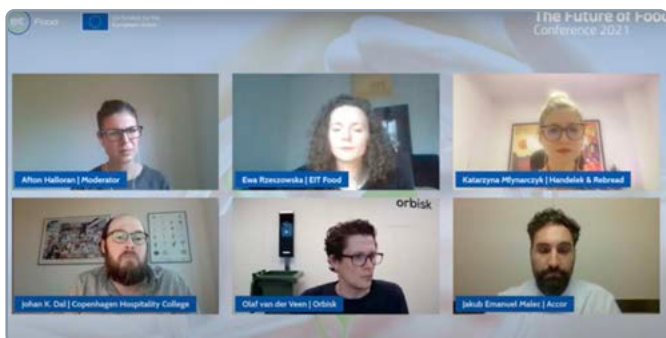 eit Food
Co-funded by the
European Union
The Future of Food
Conference 2021
Afton Halloran | Moderator
Ewa Rzeszowska | EIT Food
Katarzyna Młynarczyk | Handelek & Rebread
orbisk
Johan K. Dal | Copenhagen Hospitality College
Olaf van der Veen | Orbisk
Jakub Emanuel Malec | Accor